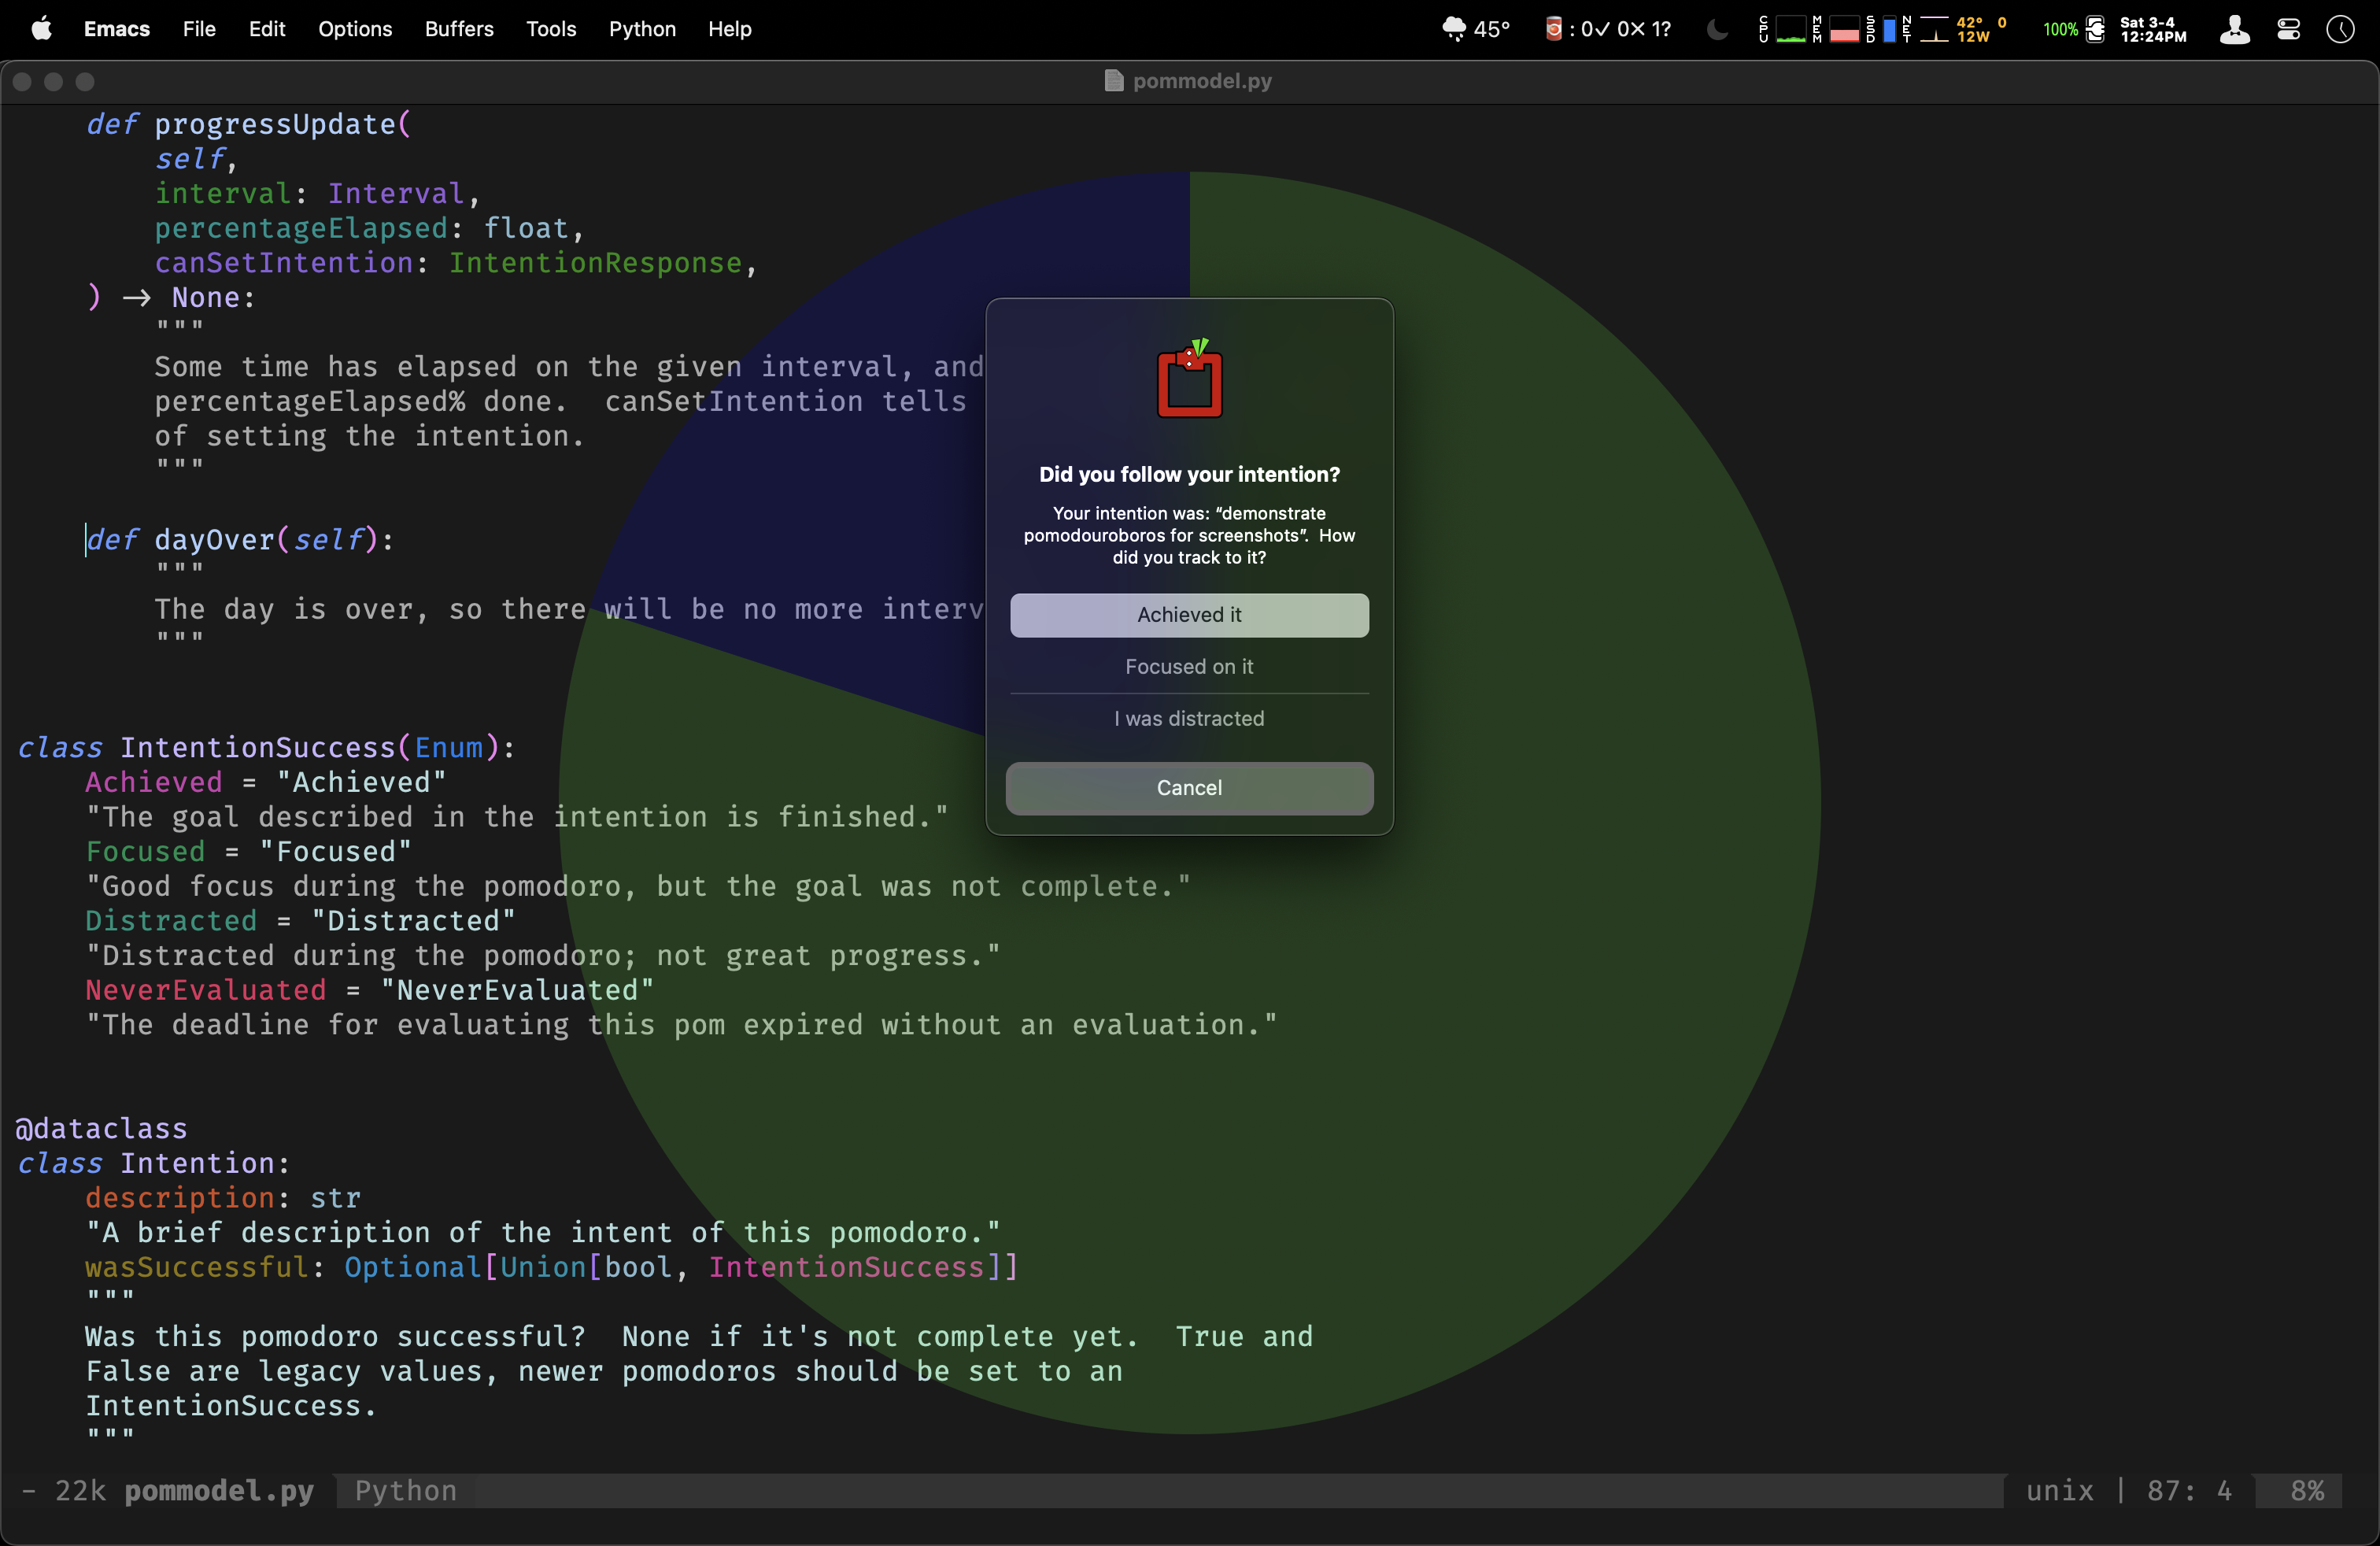 Emacs File Edit Options Buffers Tools Python Help 45° : 0✓ 0× 1? CPU MEM SSD NET 42° 0 12W 100% Sat 3-4 12:24PM
pommodel.py
def progressUpdate(
self,
interval: Interval,
percentageElapsed: float,
canSetIntention: IntentionResponse,
) → None:
"""
Some time has elapsed on the given interval, and
percentageElapsed% done.  canSetIntention tells
of setting the intention.
"""
def dayOver(self):
"""
The day is over, so there will be no more interv
"""
class IntentionSuccess(Enum):
Achieved = "Achieved"
"The goal described in the intention is finished."
Focused = "Focused"
"Good focus during the pomodoro, but the goal was not complete."
Distracted = "Distracted"
"Distracted during the pomodoro; not great progress."
NeverEvaluated = "NeverEvaluated"
"The deadline for evaluating this pom expired without an evaluation."
@dataclass
class Intention:
description: str
"A brief description of the intent of this pomodoro."
wasSuccessful: Optional[Union[bool, IntentionSuccess]]
"""
Was this pomodoro successful?  None if it's not complete yet.  True and
False are legacy values, newer pomodoros should be set to an
IntentionSuccess.
"""
Did you follow your intention?
Your intention was: “demonstrate
pomodouroboros for screenshots”.  How
did you track to it?
Achieved it
Focused on it
I was distracted
Cancel
- 22k pommodel.py Python unix | 87: 4 8%